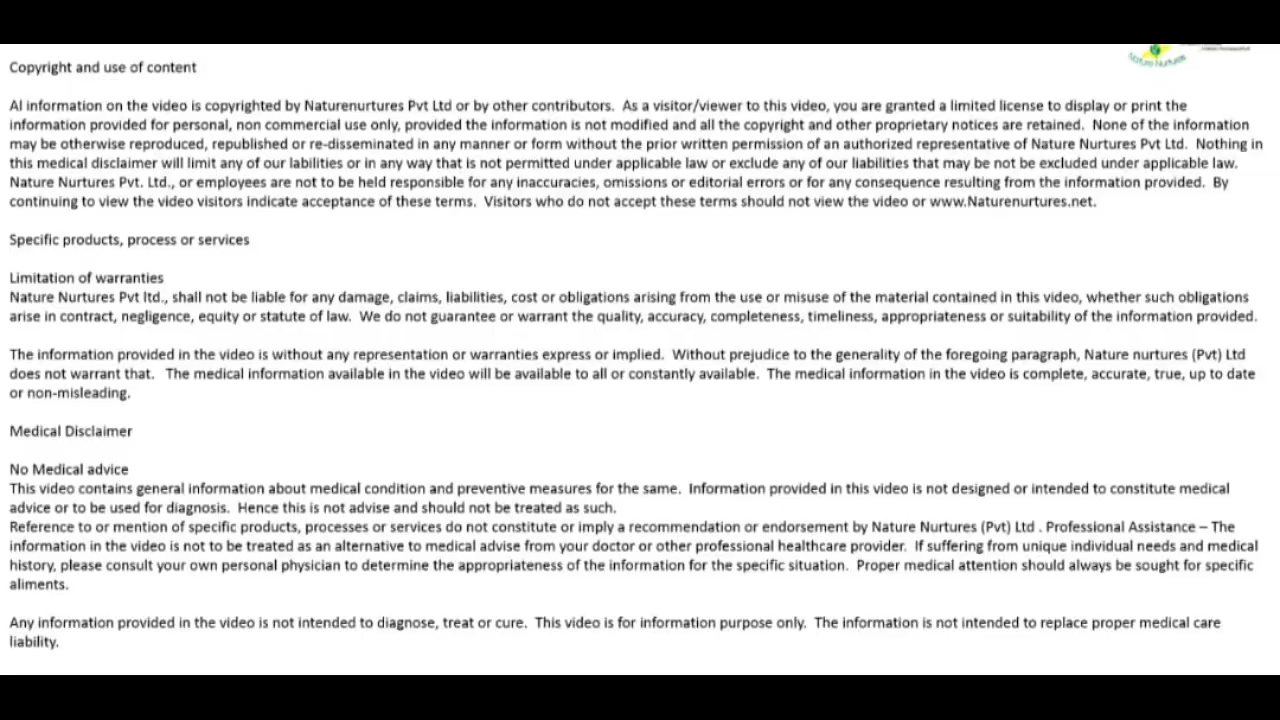 Nature Nurtures
Copyright and use of content
Al information on the video is copyrighted by Naturenurtures Pvt Ltd or by other contributors. As a visitor/viewer to this video, you are granted a limited license to display or print the
information provided for personal, non commercial use only, provided the information is not modified and all the copyright and other proprietary notices are retained. None of the information
may be otherwise reproduced, republished or re-disseminated in any manner or form without the prior written permission of an authorized representative of Nature Nurtures Pvt Ltd. Nothing in
this medical disclaimer will limit any of our labilities or in any way that is not permitted under applicable law or exclude any of our liabilities that may be not be excluded under applicable law.
Nature Nurtures Pvt. Ltd., or employees are not to be held responsible for any inaccuracies, omissions or editorial errors or for any consequence resulting from the information provided. By
continuing to view the video visitors indicate acceptance of these terms. Visitors who do not accept these terms should not view the video or www.Naturenurtures.net.
Specific products, process or services
Limitation of warranties
Nature Nurtures Pvt ltd., shall not be liable for any damage, claims, liabilities, cost or obligations arising from the use or misuse of the material contained in this video, whether such obligations
arise in contract, negligence, equity or statute of law. We do not guarantee or warrant the quality, accuracy, completeness, timeliness, appropriateness or suitability of the information provided.
The information provided in the video is without any representation or warranties express or implied. Without prejudice to the generality of the foregoing paragraph, Nature nurtures (Pvt) Ltd
does not warrant that. The medical information available in the video will be available to all or constantly available. The medical information in the video is complete, accurate, true, up to date
or non-misleading.
Medical Disclaimer
No Medical advice
This video contains general information about medical condition and preventive measures for the same. Information provided in this video is not designed or intended to constitute medical
advice or to be used for diagnosis. Hence this is not advise and should not be treated as such.
Reference to or mention of specific products, processes or services do not constitute or imply a recommendation or endorsement by Nature Nurtures (Pvt) Ltd . Professional Assistance – The
information in the video is not to be treated as an alternative to medical advise from your doctor or other professional healthcare provider. If suffering from unique individual needs and medical
history, please consult your own personal physician to determine the appropriateness of the information for the specific situation. Proper medical attention should always be sought for specific
aliments.
Any information provided in the video is not intended to diagnose, treat or cure. This video is for information purpose only. The information is not intended to replace proper medical care
liability.